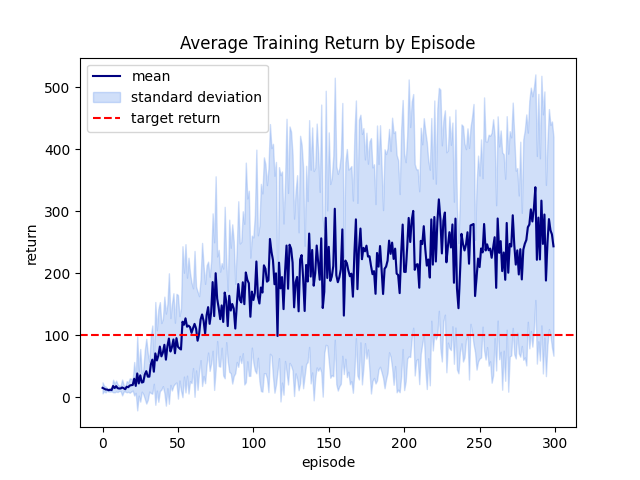 Average Training Return by Episode
mean
standard deviation
target return
500
400
300
200
100
0
return
0 50 100 150 200 250 300
episode